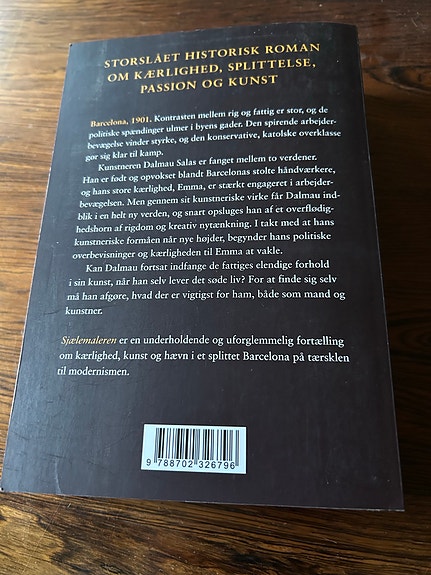 STORSLÅET HISTORISK ROMAN
OM KÆRLIGHED, SPLITTELSE,
PASSION OG KUNST
Barcelona, 1901. Kontrasten mellem rig og fattig er stor, og de
politiske spændinger ulmer i byens gader. Den spirende arbejder-
bevægelse vinder styrke, og den konservative, katolske overklasse
gør sig klar til kamp.
Kunstneren Dalmau Salas er fanget mellem to verdener.
Han er født og opvokset blandt Barcelonas stolte håndværkere,
og hans store kærlighed, Emma, er stærkt engageret i arbejder-
bevægelsen. Men gennem sit kunstneriske virke får Dalmau ind-
blik i en helt ny verden, og snart opsluges han af et overflødig-
hedshorn af rigdom og kreativ nytænkning. I takt med at hans
kunstneriske formåen når nye højder, begynder hans politiske
overbevisninger og kærligheden til Emma at vakle.
Kan Dalmau fortsat indfange de fattiges elendige forhold
i sin kunst, når han selv lever det søde liv? For at finde sig selv
må han afgøre, hvad der er vigtigst for ham, både som mand og
kunstner.
Sjælemaleren er en underholdende og uforglemmelig fortælling
om kærlighed, kunst og hævn i et splittet Barcelona på tærsklen
til modernismen.
9 788702 326796